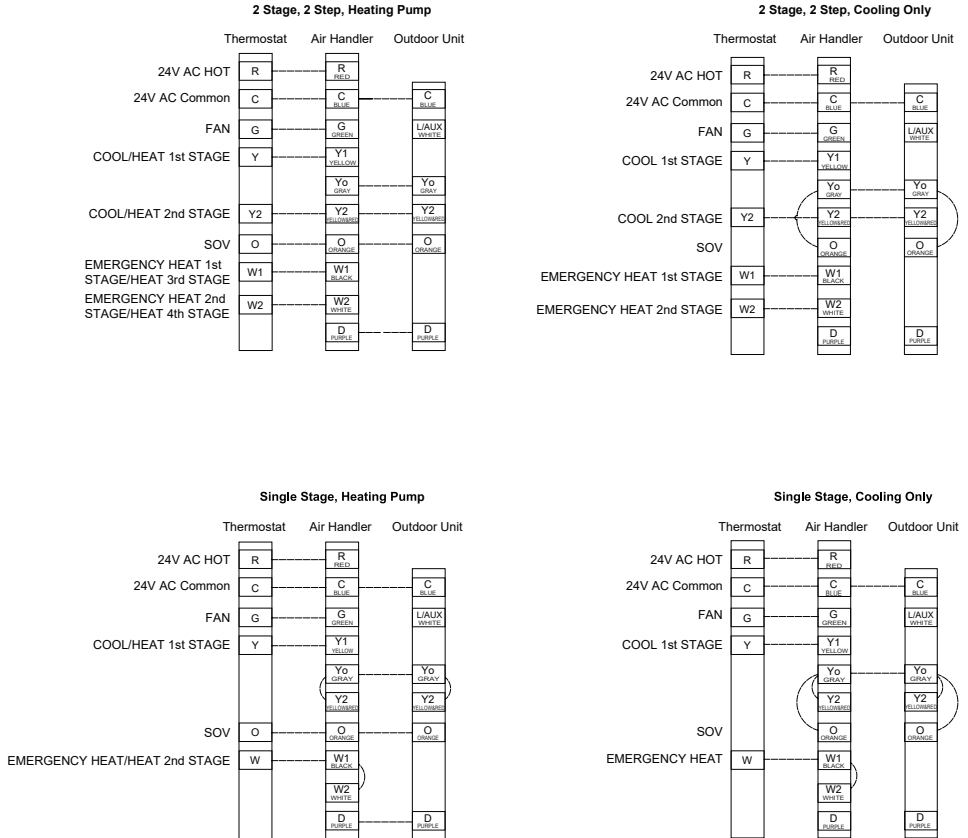 2 Stage, 2 Step, Heating Pump
Thermostat Air Handler Outdoor Unit
24V AC HOT R R
RED
24V AC Common C C C
BLUE BLUE
FAN G G L/AUX
GREEN WHITE
COOL/HEAT 1st STAGE Y Y1
YELLOW
Yo Yo
GRAY GRAY
COOL/HEAT 2nd STAGE Y2 Y2 Y2
YELLOW&RED YELLOW&RED
SOV O O O
ORANGE ORANGE
EMERGENCY HEAT 1st
STAGE/HEAT 3rd STAGE W1 W1
BLACK
EMERGENCY HEAT 2nd
STAGE/HEAT 4th STAGE W2 W2
WHITE
D D
PURPLE PURPLE
2 Stage, 2 Step, Cooling Only
Thermostat Air Handler Outdoor Unit
24V AC HOT R R
RED
24V AC Common C C C
BLUE BLUE
FAN G G L/AUX
GREEN WHITE
COOL 1st STAGE Y Y1
YELLOW
Yo Yo
GRAY GRAY
COOL 2nd STAGE Y2 Y2 Y2
YELLOW&RED YELLOW&RED
SOV O O
ORANGE ORANGE
EMERGENCY HEAT 1st STAGE W1 W1
BLACK
EMERGENCY HEAT 2nd STAGE W2 W2
WHITE
D D
PURPLE PURPLE
Single Stage, Heating Pump
Thermostat Air Handler Outdoor Unit
24V AC HOT R R
RED
24V AC Common C C C
BLUE BLUE
FAN G G L/AUX
GREEN WHITE
COOL/HEAT 1st STAGE Y Y1
YELLOW
Yo Yo
GRAY GRAY
Y2 Y2
YELLOW&RED YELLOW&RED
SOV O O O
ORANGE ORANGE
EMERGENCY HEAT/HEAT 2nd STAGE W W1
BLACK
W2
WHITE
D D
PURPLE PURPLE
Single Stage, Cooling Only
Thermostat Air Handler Outdoor Unit
24V AC HOT R R
RED
24V AC Common C C C
BLUE BLUE
FAN G G L/AUX
GREEN WHITE
COOL 1st STAGE Y Y1
YELLOW
Yo Yo
GRAY GRAY
Y2 Y2
YELLOW&RED YELLOW&RED
SOV O O
ORANGE ORANGE
EMERGENCY HEAT W W1
BLACK
W2
WHITE
D D
PURPLE PURPLE